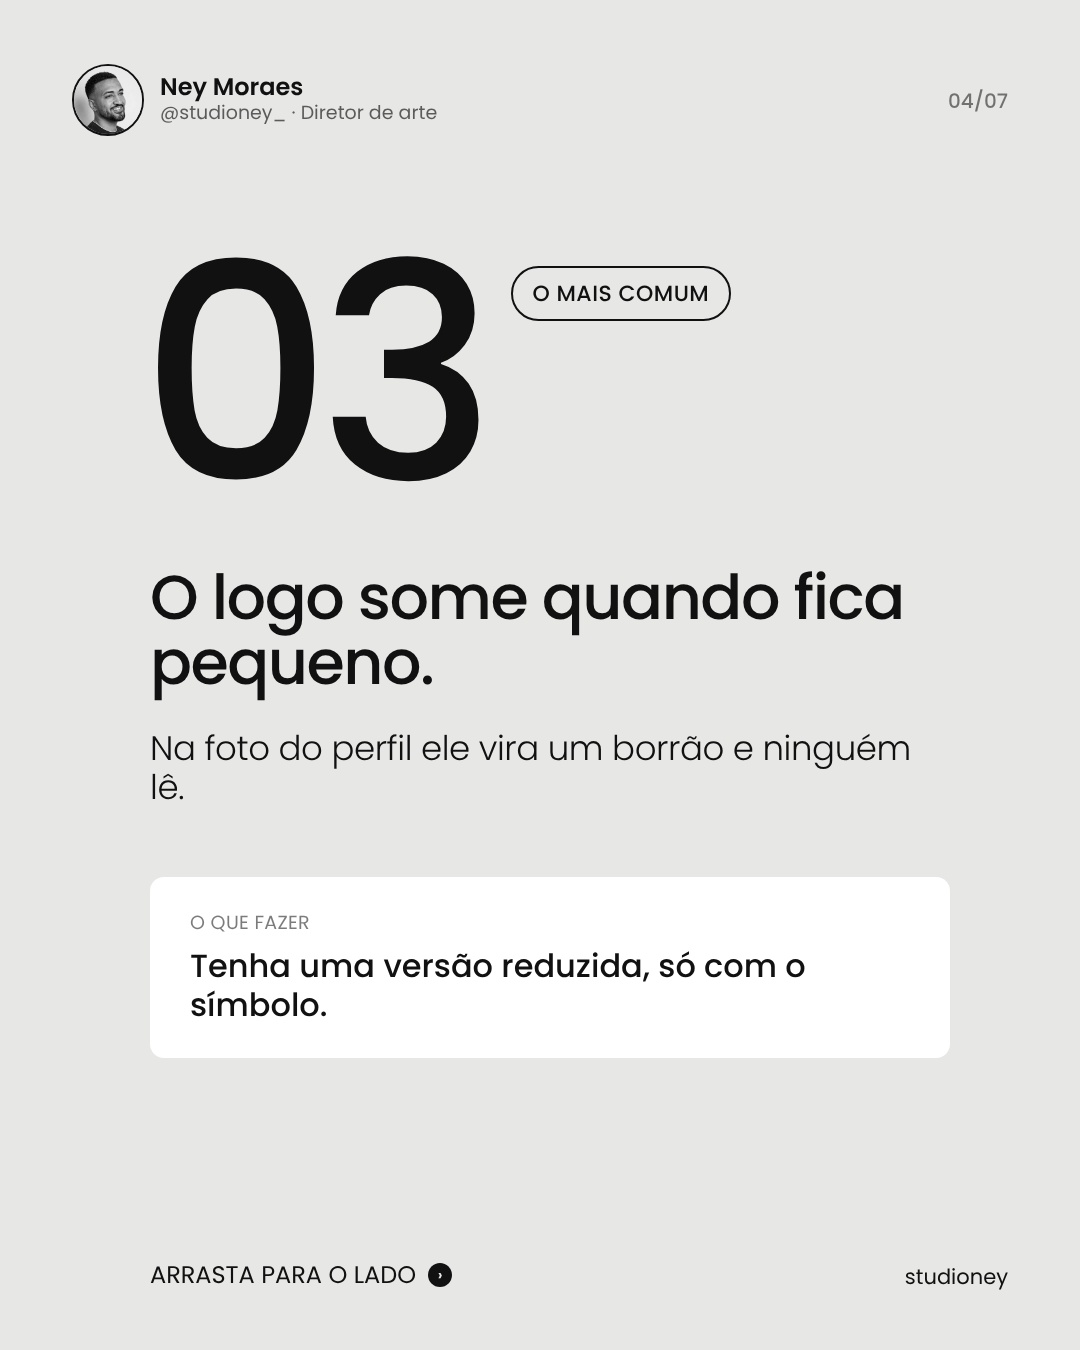 Ney Moraes
@studioney_ · Diretor de arte
04/07
03
O MAIS COMUM
O logo some quando fica
pequeno.
Na foto do perfil ele vira um borrão e ninguém
lê.
O QUE FAZER
Tenha uma versão reduzida, só com o
símbolo.
ARRASTA PARA O LADO ›
studioney